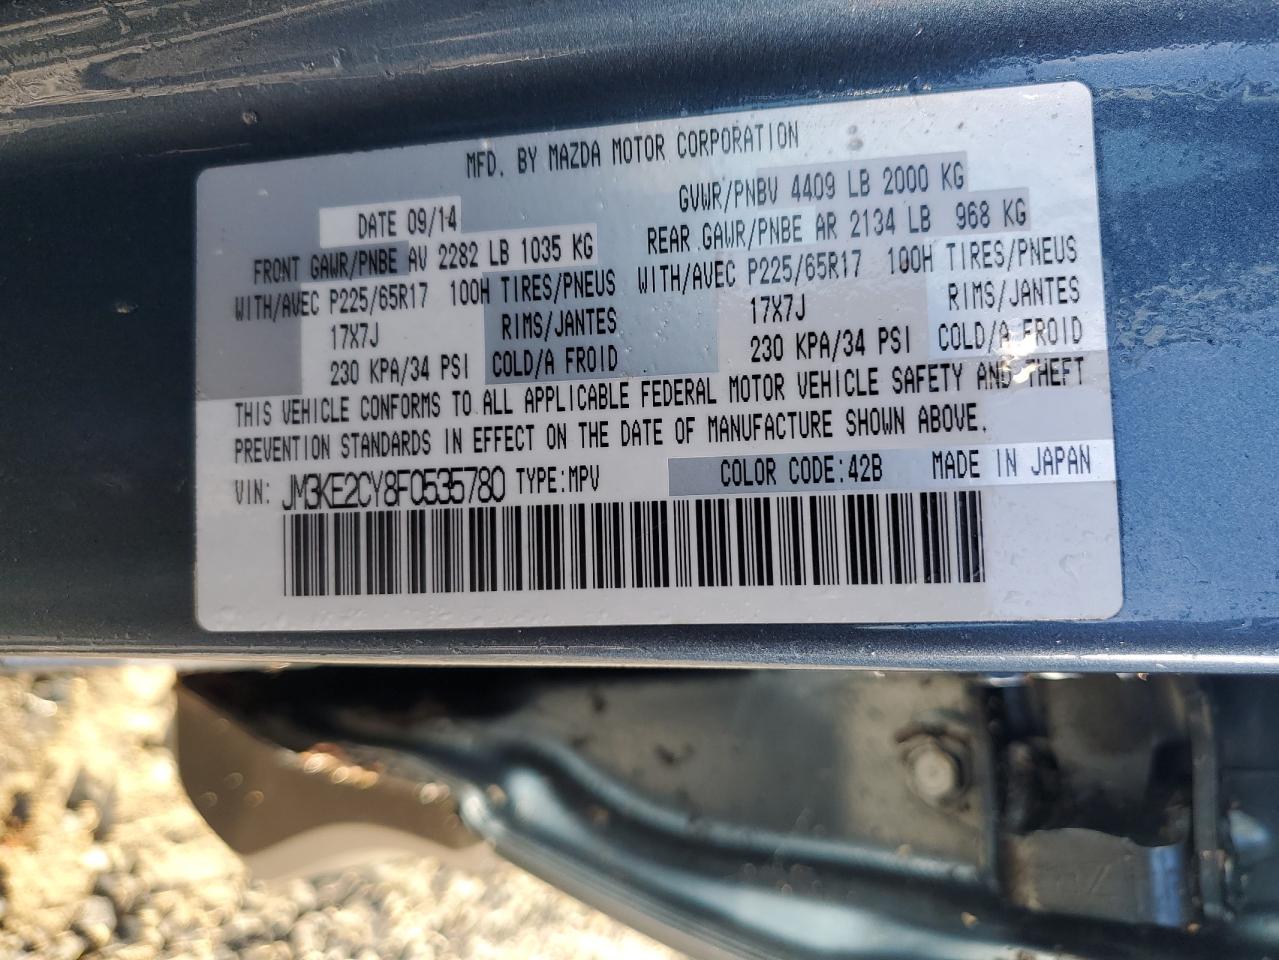 MFD. BY MAZDA MOTOR CORPORATION
DATE 09/14 GVWR/PNBV 4409 LB 2000 KG
FRONT GAWR/PNBE AV 2282 LB 1035 KG REAR GAWR/PNBE AR 2134 LB 968 KG
WITH/AVEC P225/65R17 100H TIRES/PNEUS WITH/AVEC P225/65R17 100H TIRES/PNEUS
17X7J RIMS/JANTES 17X7J RIMS/JANTES
230 KPA/34 PSI COLD/A FROID 230 KPA/34 PSI COLD/A FROID
THIS VEHICLE CONFORMS TO ALL APPLICABLE FEDERAL MOTOR VEHICLE SAFETY AND THEFT
PREVENTION STANDARDS IN EFFECT ON THE DATE OF MANUFACTURE SHOWN ABOVE.
VIN: JM3KE2CY8F0535780 TYPE:MPV COLOR CODE:42B MADE IN JAPAN